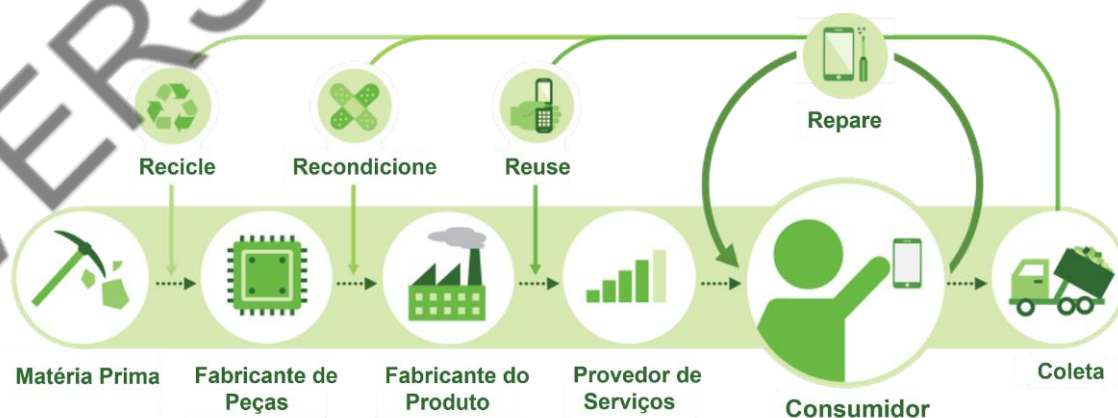 Repare
Recicle
Recondicione
Reuse
Matéria Prima
Fabricante de
Peças
Fabricante do
Produto
Provedor de
Serviços
Consumidor
Coleta